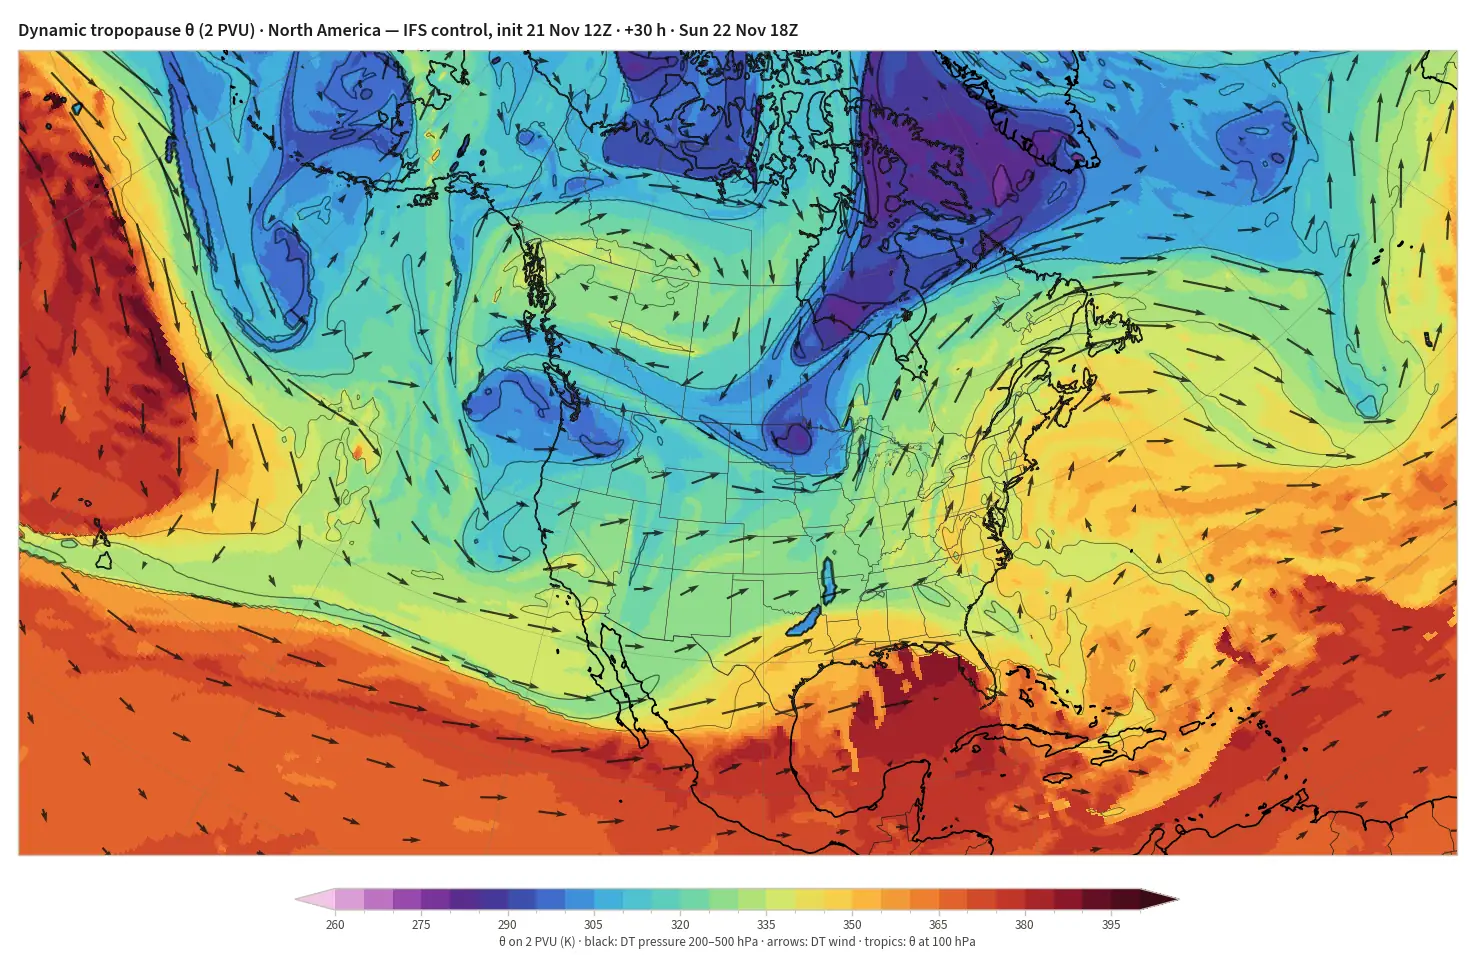 Dynamic tropopause θ (2 PVU) · North America — IFS control, init 21 Nov 12Z · +30 h · Sun 22 Nov 18Z
260 275 290 305 320 335 350 365 380 395
θ on 2 PVU (K) · black: DT pressure 200–500 hPa · arrows: DT wind · tropics: θ at 100 hPa